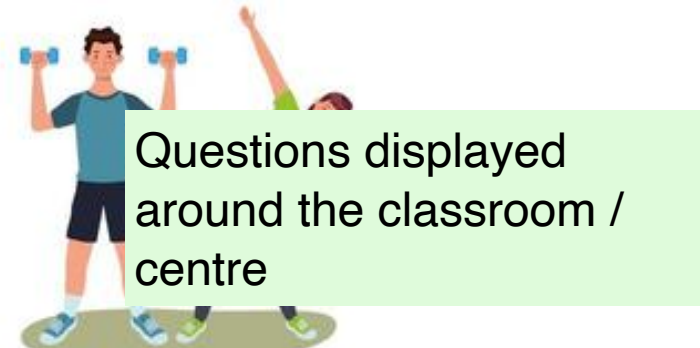 Questions displayed
around the classroom /
centre